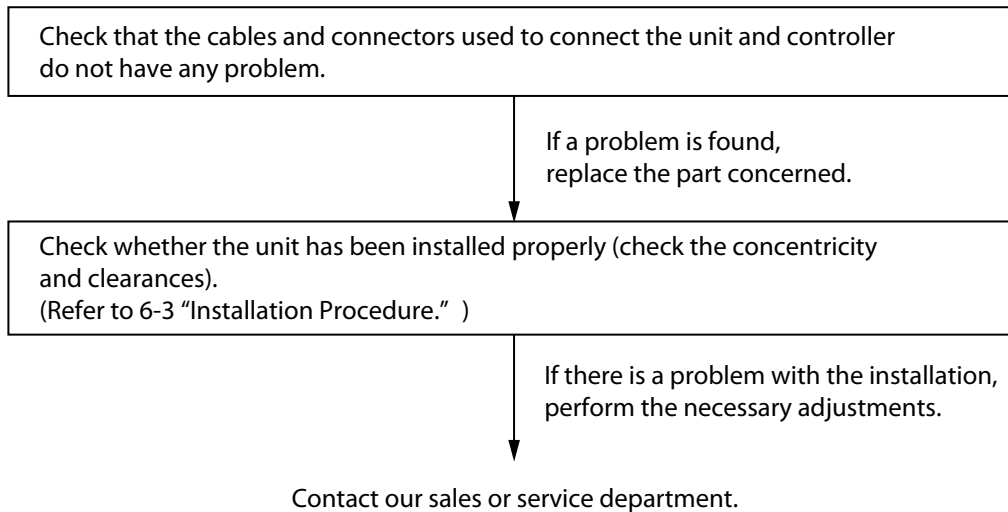 Check that the cables and connectors used to connect the unit and controller
do not have any problem.
If a problem is found,
replace the part concerned.
Check whether the unit has been installed properly (check the concentricity
and clearances).
(Refer to 6-3 “Installation Procedure.” )
If there is a problem with the installation,
perform the necessary adjustments.
Contact our sales or service department.